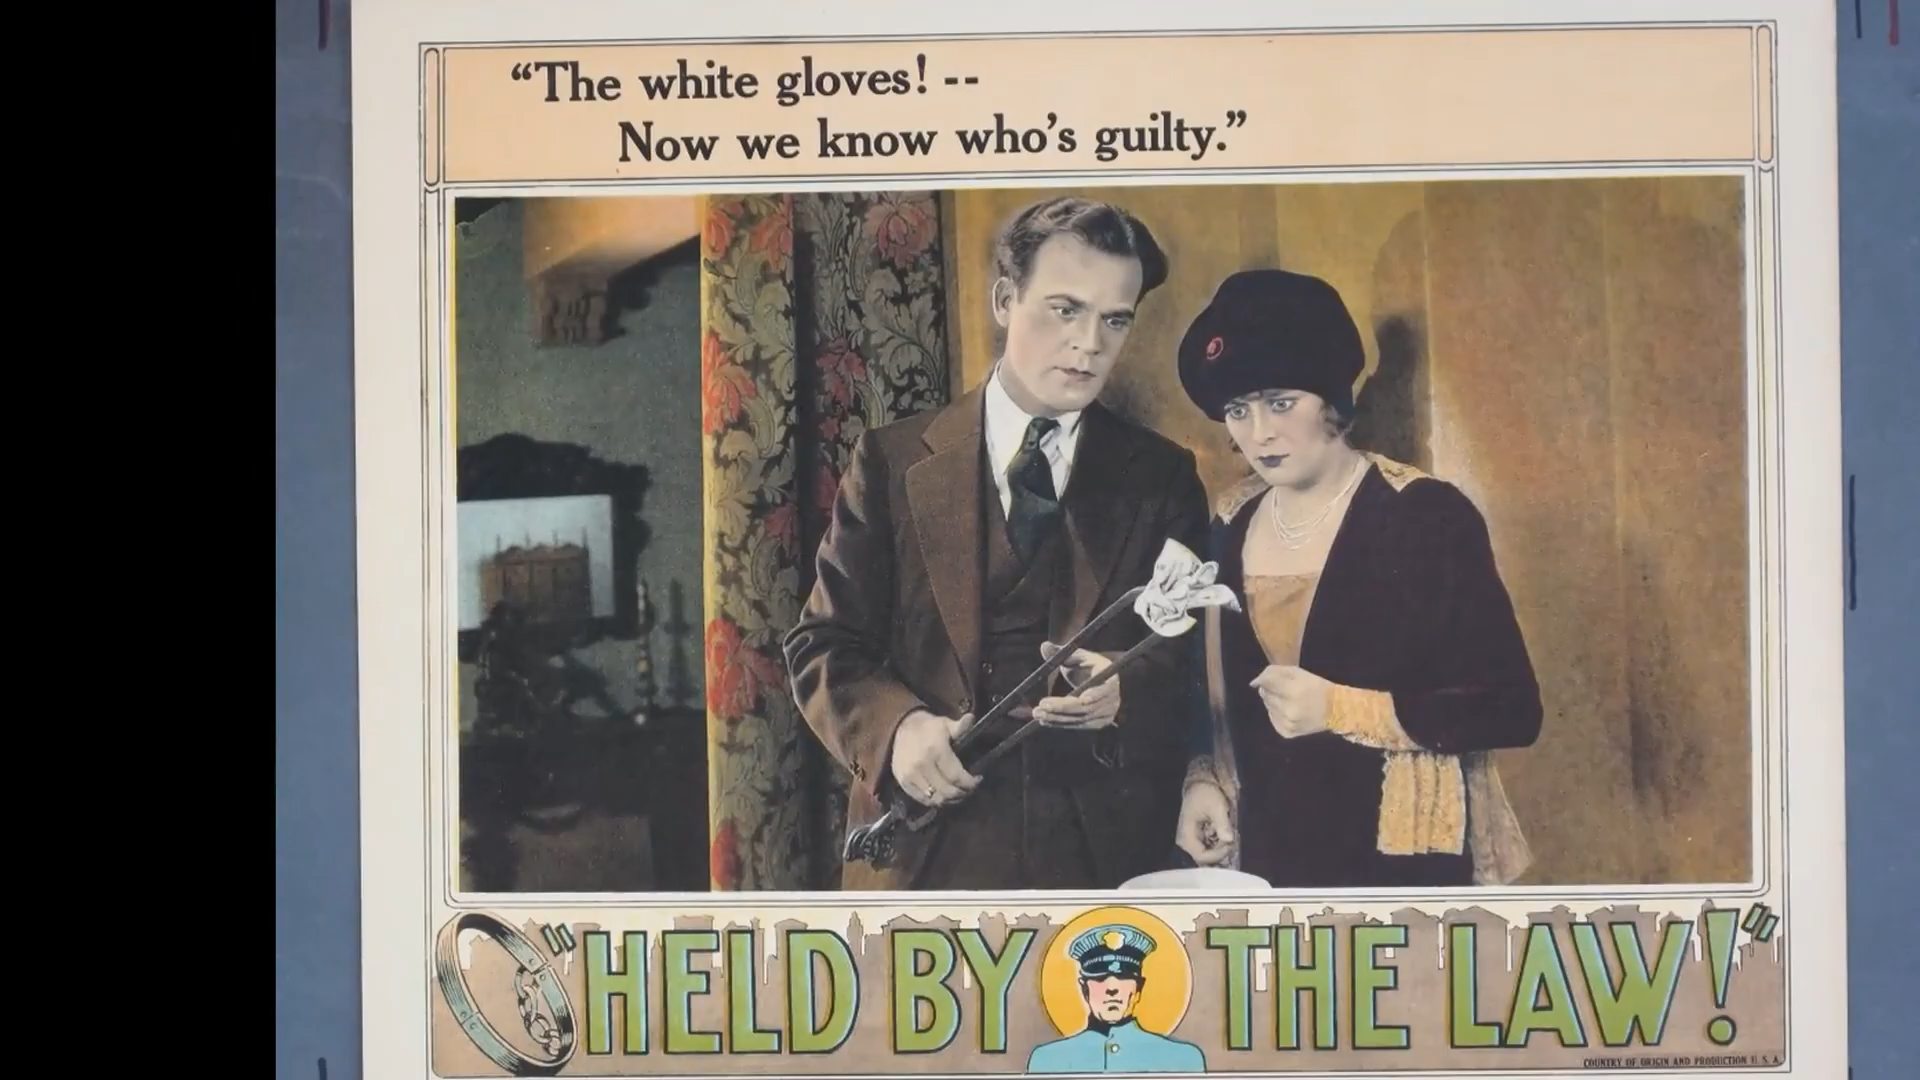 “The white gloves! --
Now we know who's guilty.”
"HELD BY THE LAW!"
COUNTRY OF ORIGIN AND PRODUCTION U. S. A.